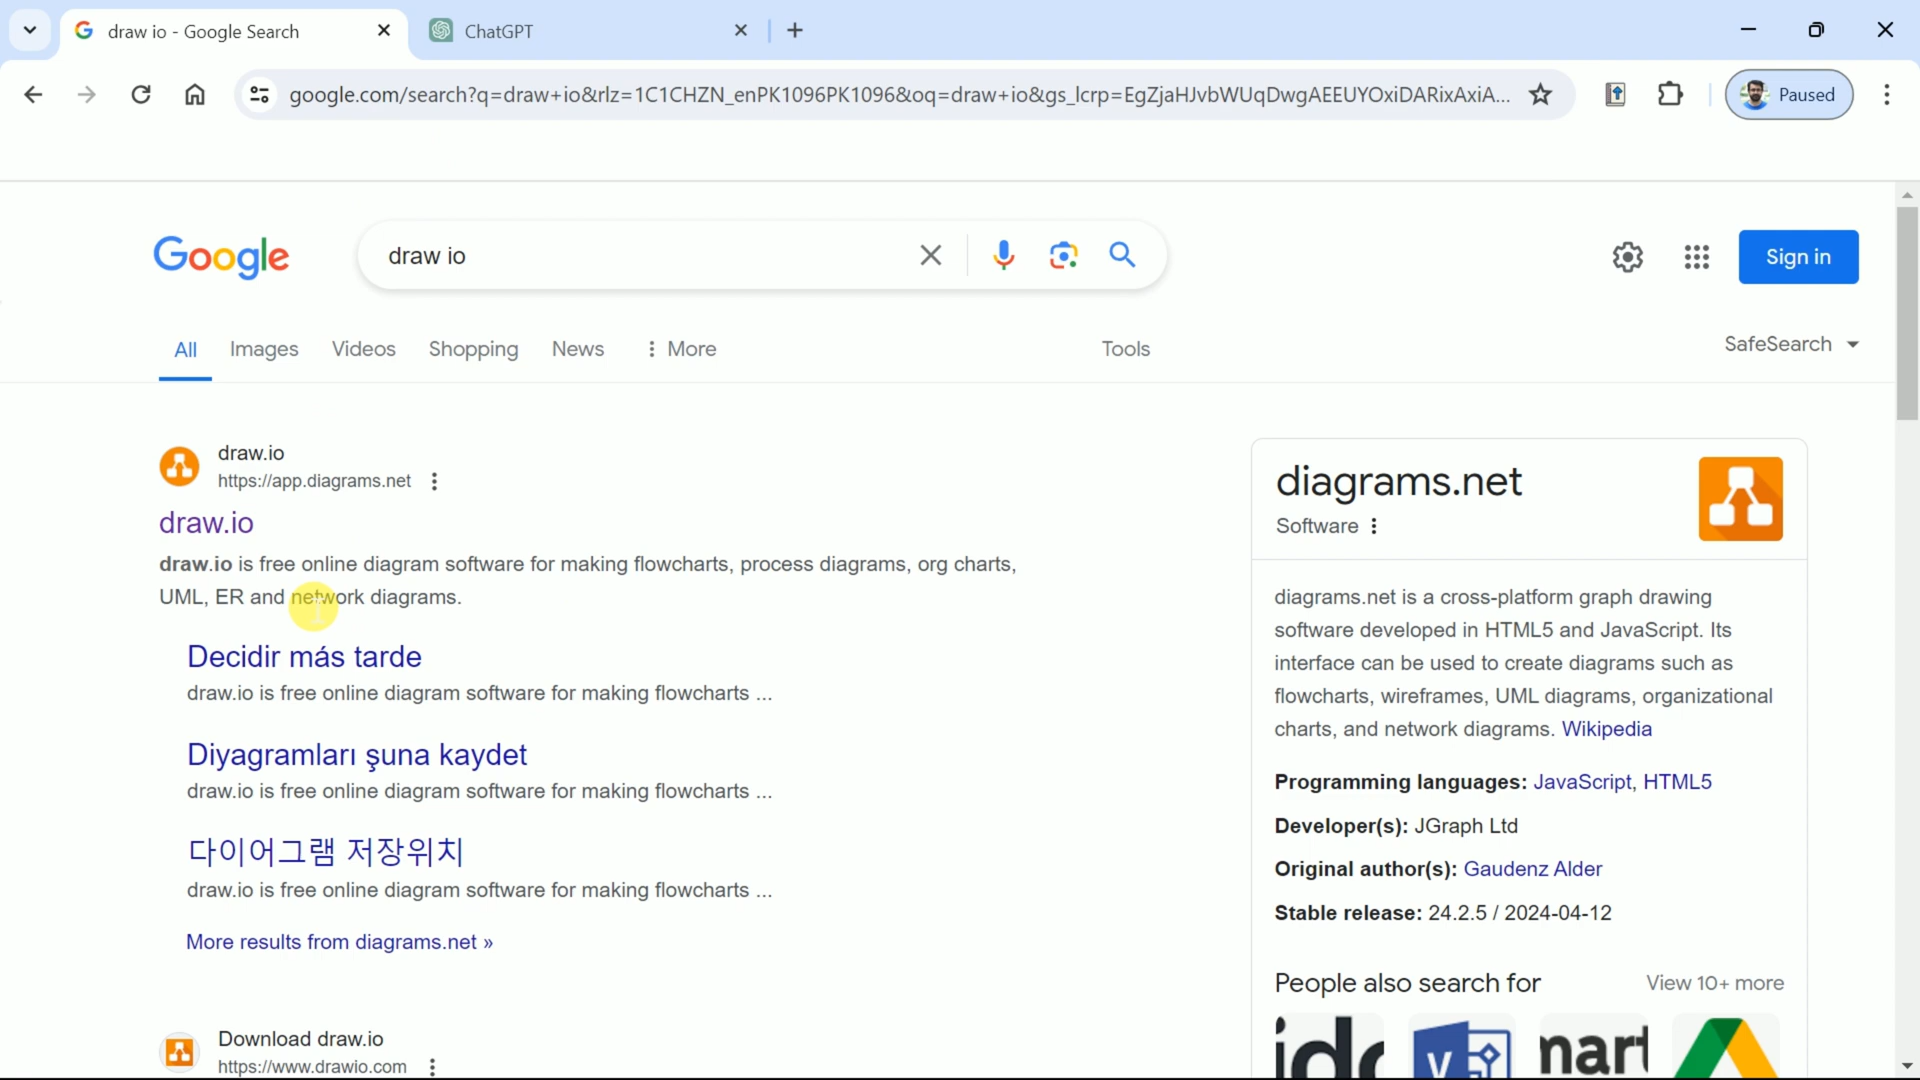 draw io - Google Search
ChatGPT
google.com/search?q=draw+io&rlz=1C1CHZN_enPK1096PK1096&oq=draw+io&gs_lcrp=EgZjaHJvbWUqDwgAEEUYOxiDARixAxiA...
Paused
Google
draw io
Sign in
All
Images
Videos
Shopping
News
More
Tools
SafeSearch
draw.io
https://app.diagrams.net
draw.io
draw.io is free online diagram software for making flowcharts, process diagrams, org charts,
UML, ER and network diagrams.
Decidir más tarde
draw.io is free online diagram software for making flowcharts ...
Diyagramları şuna kaydet
draw.io is free online diagram software for making flowcharts ...
다이어그램 저장위치
draw.io is free online diagram software for making flowcharts ...
More results from diagrams.net »
Download draw.io
https://www.drawio.com
diagrams.net
Software
diagrams.net is a cross-platform graph drawing
software developed in HTML5 and JavaScript. Its
interface can be used to create diagrams such as
flowcharts, wireframes, UML diagrams, organizational
charts, and network diagrams. Wikipedia
Programming languages: JavaScript, HTML5
Developer(s): JGraph Ltd
Original author(s): Gaudenz Alder
Stable release: 24.2.5 / 2024-04-12
People also search for
View 10+ more